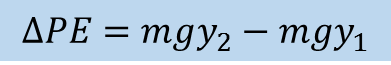 ΔPE = mgy₂ − mgy₁